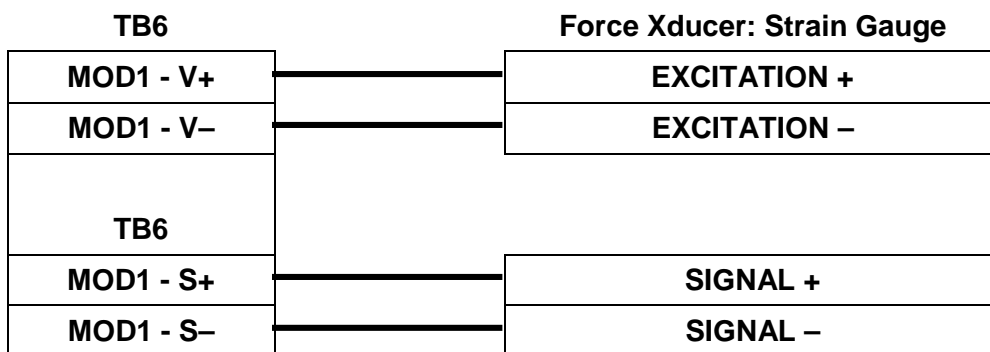 TB6 Force Xducer: Strain Gauge
MOD1 - V+ EXCITATION +
MOD1 - V– EXCITATION –
TB6
MOD1 - S+ SIGNAL +
MOD1 - S– SIGNAL –